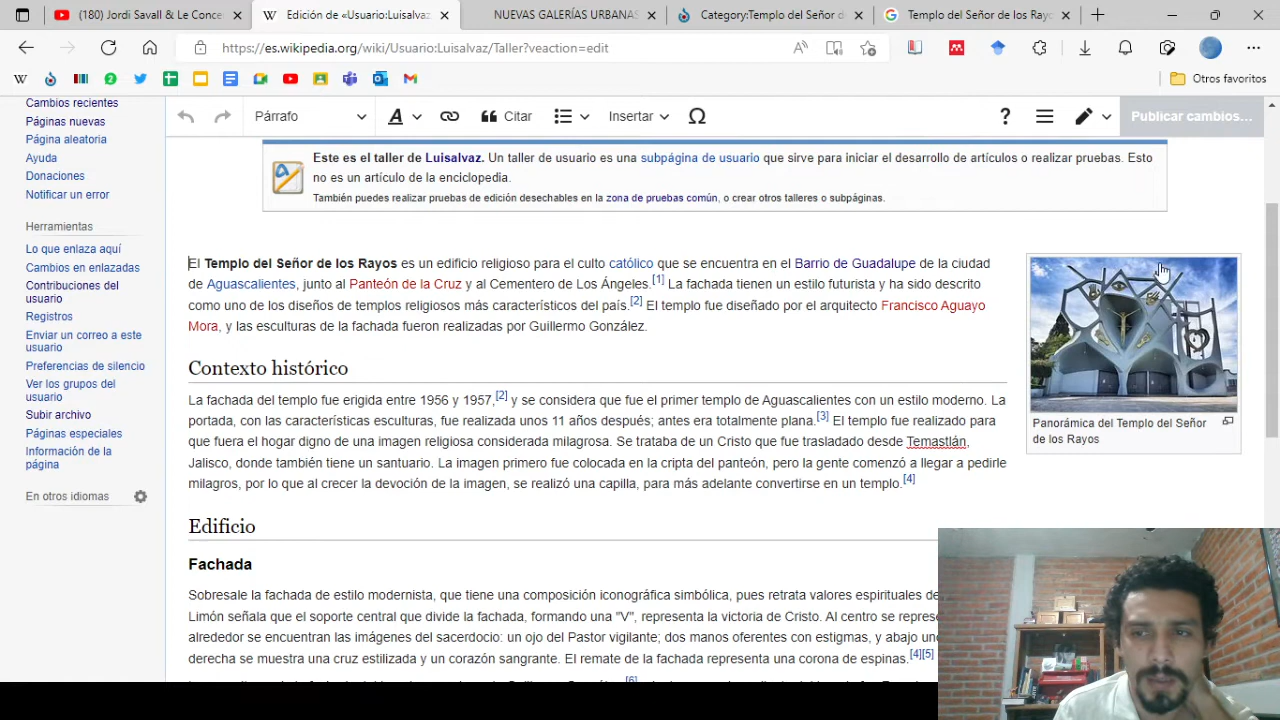 (180) Jordi Savall & Le Conce
Edición de «Usuario:Luisalvaz
NUEVAS GALERÍAS URBANAS
Category:Templo del Señor d
Templo del Señor de los Rayo
https://es.wikipedia.org/wiki/Usuario:Luisalvaz/Taller?veaction=edit
Otros favoritos
Cambios recientes
Páginas nuevas
Página aleatoria
Ayuda
Donaciones
Notificar un error
Herramientas
Lo que enlaza aquí
Cambios en enlazadas
Contribuciones del
usuario
Registros
Enviar un correo a este
usuario
Preferencias de silencio
Ver los grupos del
usuario
Subir archivo
Páginas especiales
Información de la
página
En otros idiomas
Párrafo
A
Citar
Insertar
Ω
?
Publicar cambios...
Este es el taller de Luisalvaz. Un taller de usuario es una subpágina de usuario que sirve para iniciar el desarrollo de artículos o realizar pruebas. Esto
no es un artículo de la enciclopedia.
También puedes realizar pruebas de edición desechables en la zona de pruebas común, o crear otros talleres o subpáginas.
El Templo del Señor de los Rayos es un edificio religioso para el culto católico que se encuentra en el Barrio de Guadalupe de la ciudad
de Aguascalientes, junto al Panteón de la Cruz y al Cementero de Los Ángeles.[1] La fachada tienen un estilo futurista y ha sido descrito
como uno de los diseños de templos religiosos más característicos del país.[2] El templo fue diseñado por el arquitecto Francisco Aguayo
Mora, y las esculturas de la fachada fueron realizadas por Guillermo González.
Panorámica del Templo del Señor
de los Rayos
Contexto histórico
La fachada del templo fue erigida entre 1956 y 1957,[2] y se considera que fue el primer templo de Aguascalientes con un estilo moderno. La
portada, con las características esculturas, fue realizada unos 11 años después; antes era totalmente plana.[3] El templo fue realizado para
que fuera el hogar digno de una imagen religiosa considerada milagrosa. Se trataba de un Cristo que fue trasladado desde Temastlán,
Jalisco, donde también tiene un santuario. La imagen primero fue colocada en la cripta del panteón, pero la gente comenzó a llegar a pedirle
milagros, por lo que al crecer la devoción de la imagen, se realizó una capilla, para más adelante convertirse en un templo.[4]
Edificio
Fachada
Sobresale la fachada de estilo modernista, que tiene una composición iconográfica simbólica, pues retrata valores espirituales de
Limón señala que el soporte central que divide la fachada, formando una "V", representa la victoria de Cristo. Al centro se repres
alrededor se encuentran las imágenes del sacerdocio: un ojo del Pastor vigilante; dos manos oferentes con estigmas, y abajo un
derecha se muestra una cruz estilizada y un corazón sangrante. El remate de la fachada representa una corona de espinas.[4][5]
[6]